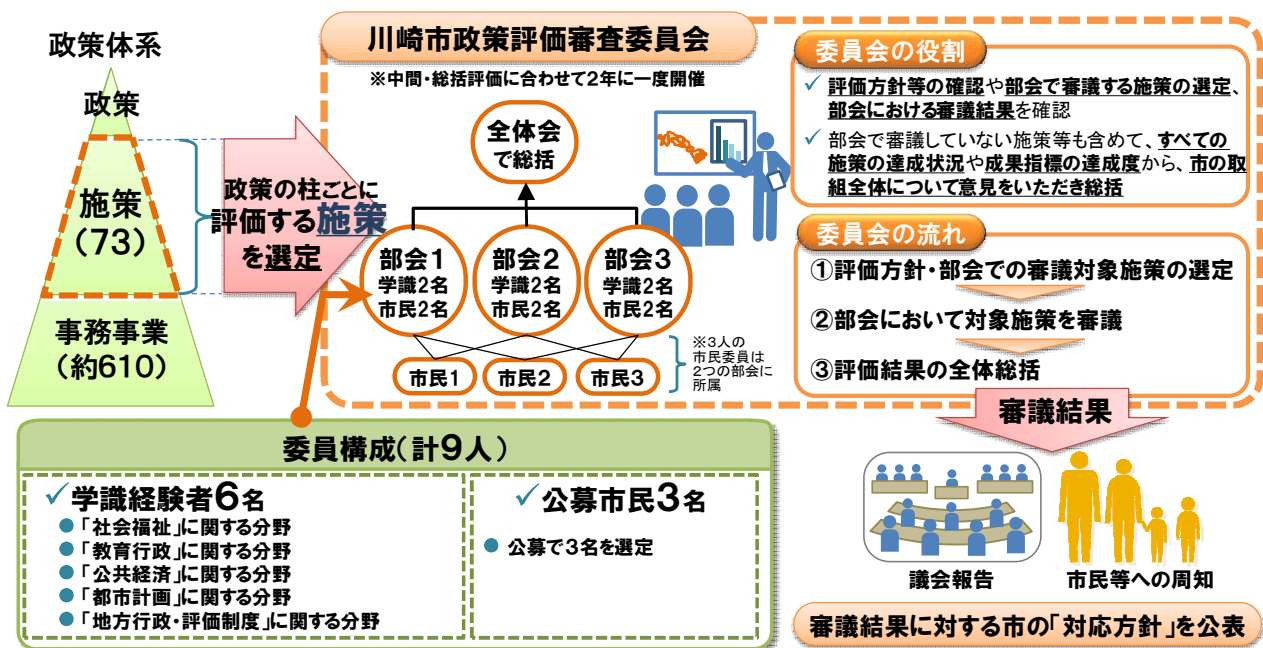 政策体系
政策
施策
(73)
事務事業
(約610)
政策の柱ごとに
評価する施策
を選定
川崎市政策評価審査委員会
※中間・総括評価に合わせて2年に一度開催
全体会
で総括
部会1
学識2名
市民2名
部会2
学識2名
市民2名
部会3
学識2名
市民2名
市民1
市民2
市民3
※3人の
市民委員は
2つの部会に
所属
委員会の役割
✓ 評価方針等の確認や部会で審議する施策の選定、
部会における審議結果を確認
✓ 部会で審議していない施策等も含めて、すべての
施策の達成状況や成果指標の達成度から、市の取
組全体について意見をいただき総括
委員会の流れ
①評価方針・部会での審議対象施策の選定
②部会において対象施策を審議
③評価結果の全体総括
審議結果
議会報告
市民等への周知
審議結果に対する市の「対応方針」を公表
委員構成(計9人)
✓学識経験者6名
●「社会福祉」に関する分野
●「教育行政」に関する分野
●「公共経済」に関する分野
●「都市計画」に関する分野
●「地方行政・評価制度」に関する分野
✓公募市民3名
● 公募で3名を選定